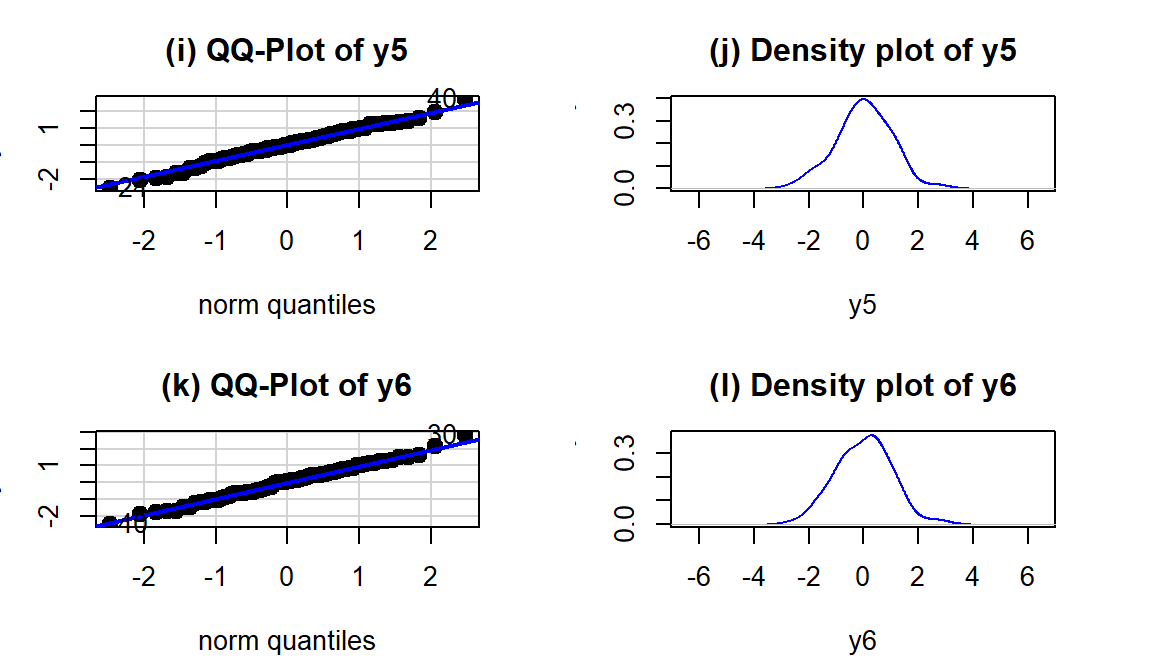 (i) QQ-Plot of y5
40
1
-2
24
-2 -1 0 1 2
norm quantiles
(j) Density plot of y5
0.3
0.0
-6 -4 -2 0 2 4 6
y5
(k) QQ-Plot of y6
30
1
-2
40
-2 -1 0 1 2
norm quantiles
(l) Density plot of y6
0.3
0.0
-6 -4 -2 0 2 4 6
y6